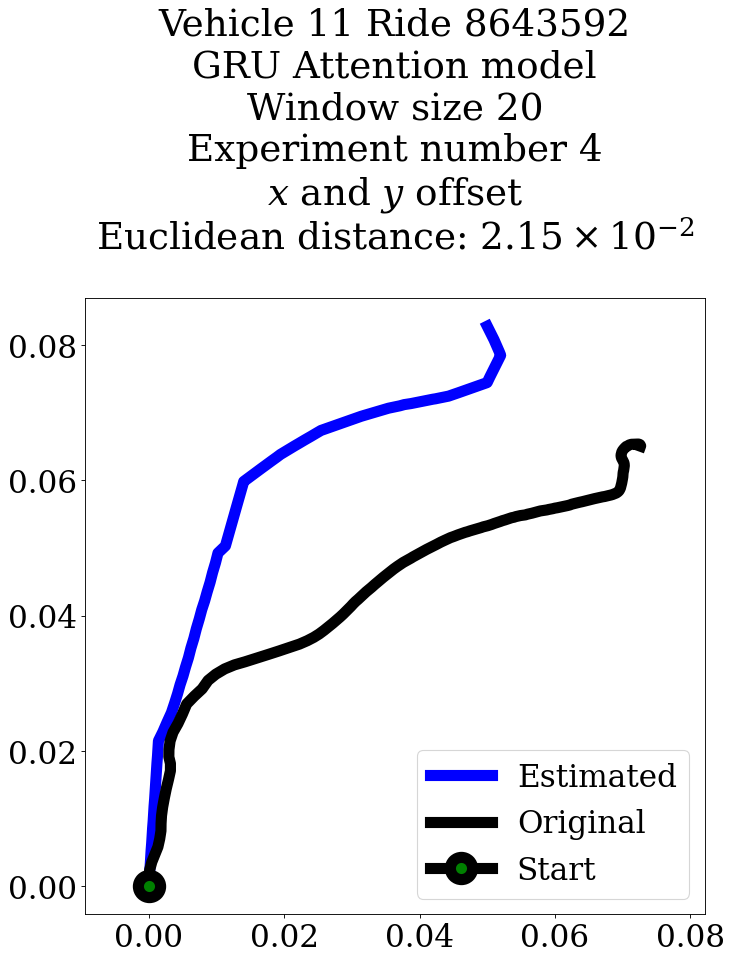 Vehicle 11 Ride 8643592
GRU Attention model
Window size 20
Experiment number 4
x and y offset
Euclidean distance: 2.15 × 10⁻²
0.08
0.06
0.04
0.02
0.00
Estimated
Original
Start
0.00 0.02 0.04 0.06 0.08